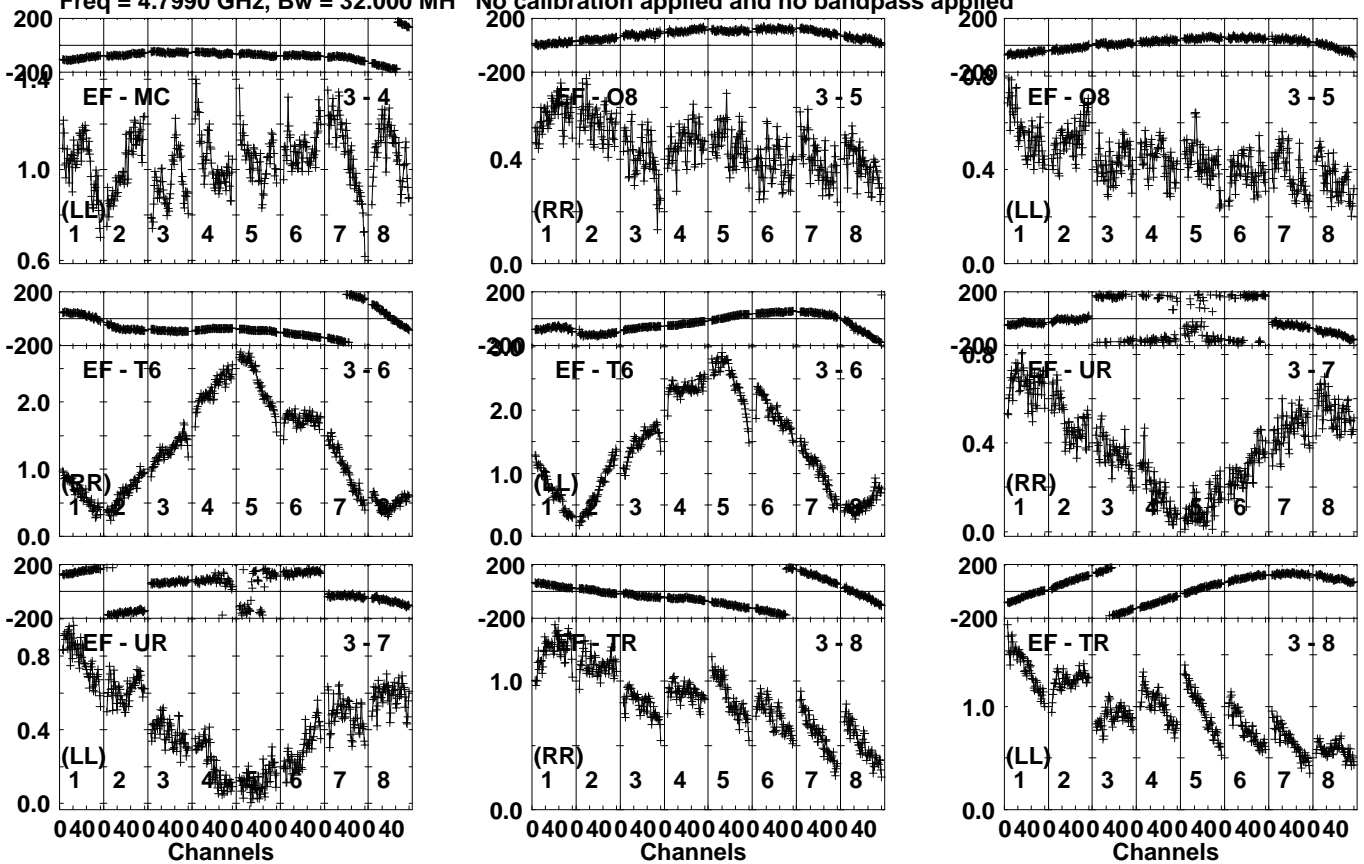 Freq = 4.7990 GHz, Bw = 32.000 MH No calibration applied and no bandpass applied
200 200 200
-200 -200 -200
1.4 0.8
EF - MC 3 - 4 EF - O8 3 - 5 EF - O8 3 - 5
1.0 0.4 0.4
(LL) (RR) (LL)
1 2 3 4 5 6 7 8 1 2 3 4 5 6 7 8 1 2 3 4 5 6 7 8
0.6 0.0 0.0
200 200 200
-200 -200 -200
3.0 0.8
EF - T6 3 - 6 EF - T6 3 - 6 EF - UR 3 - 7
2.0 2.0 0.4
1.0 1.0
(RR) (LL) (RR)
1 2 3 4 5 6 7 8 1 2 3 4 5 6 7 8 1 2 3 4 5 6 7 8
0.0 0.0 0.0
200 200 200
-200 -200 -200
EF - UR 3 - 7 EF - TR 3 - 8 EF - TR 3 - 8
0.8 1.0 1.0
0.4
(LL) (RR) (LL)
1 2 3 4 5 6 7 8 1 2 3 4 5 6 7 8 1 2 3 4 5 6 7 8
0.0 0.0 0.0
0 40 0 40 0 40 0 40 0 40 0 40 0 40 0 40 0 40 0 40 0 40 0 40 0 40 0 40 0 40 0 40 0 40 0 40 0 40 0 40 0 40 0 40 0 40 0 40
Channels Channels Channels